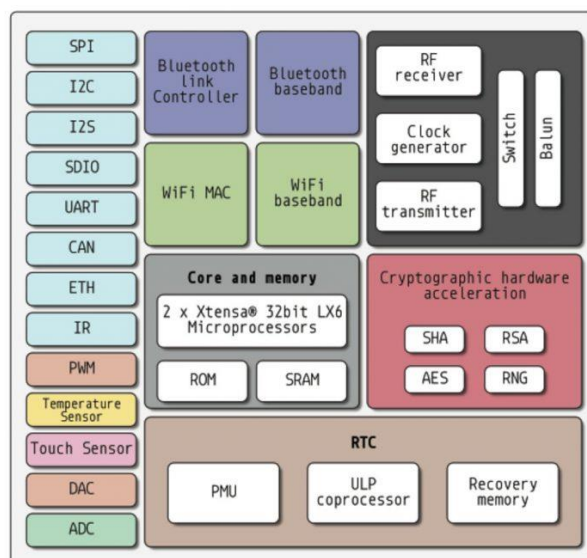 SPI
I2C
I2S
SDIO
UART
CAN
ETH
IR
PWM
Temperature
Sensor
Touch Sensor
DAC
ADC
Bluetooth
link
Controller
Bluetooth
baseband
WiFi MAC
WiFi
baseband
RF
receiver
Clock
generator
RF
transmitter
Switch
Balun
Core and memory
2 x Xtensa® 32bit LX6
Microprocessors
ROM
SRAM
Cryptographic hardware
acceleration
SHA
RSA
AES
RNG
RTC
PMU
ULP
coprocessor
Recovery
memory